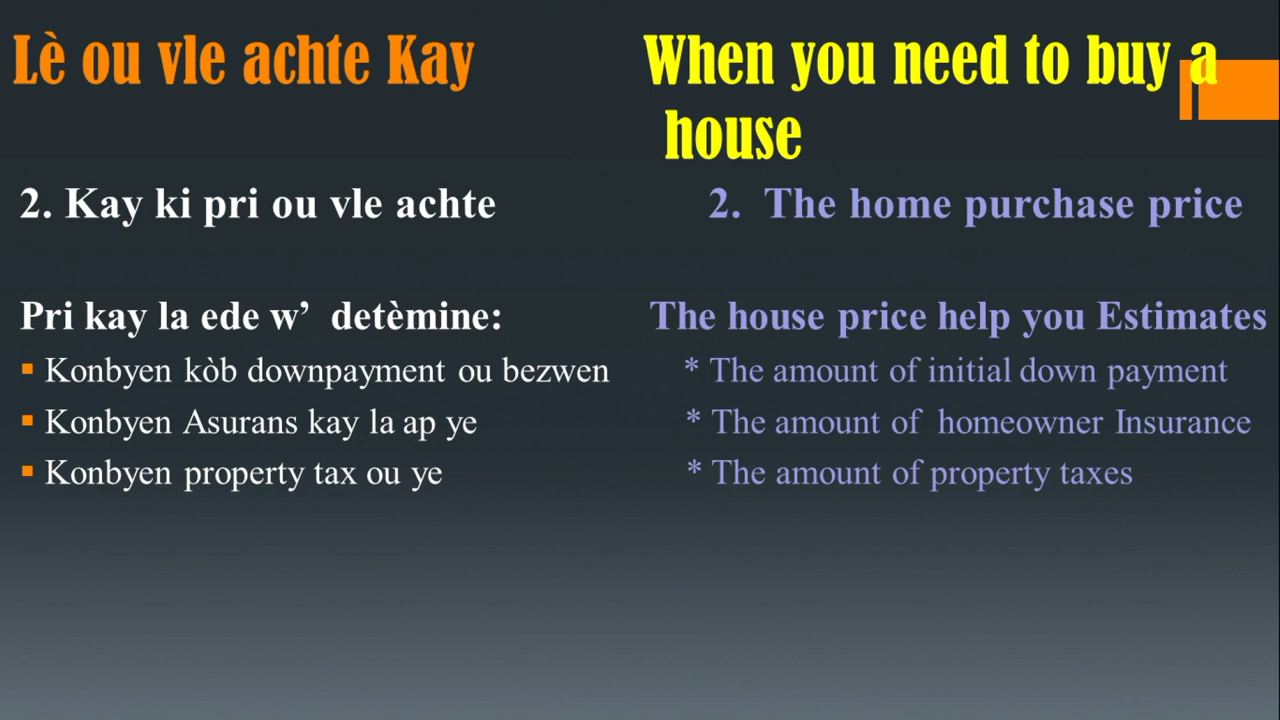 Lè ou vle achte Kay
When you need to buy a
house
2. Kay ki pri ou vle achte
2. The home purchase price
Pri kay la ede w’ detèmine:
The house price help you Estimates
▪ Konbyen kòb downpayment ou bezwen
* The amount of initial down payment
▪ Konbyen Asurans kay la ap ye
* The amount of homeowner Insurance
▪ Konbyen property tax ou ye
* The amount of property taxes